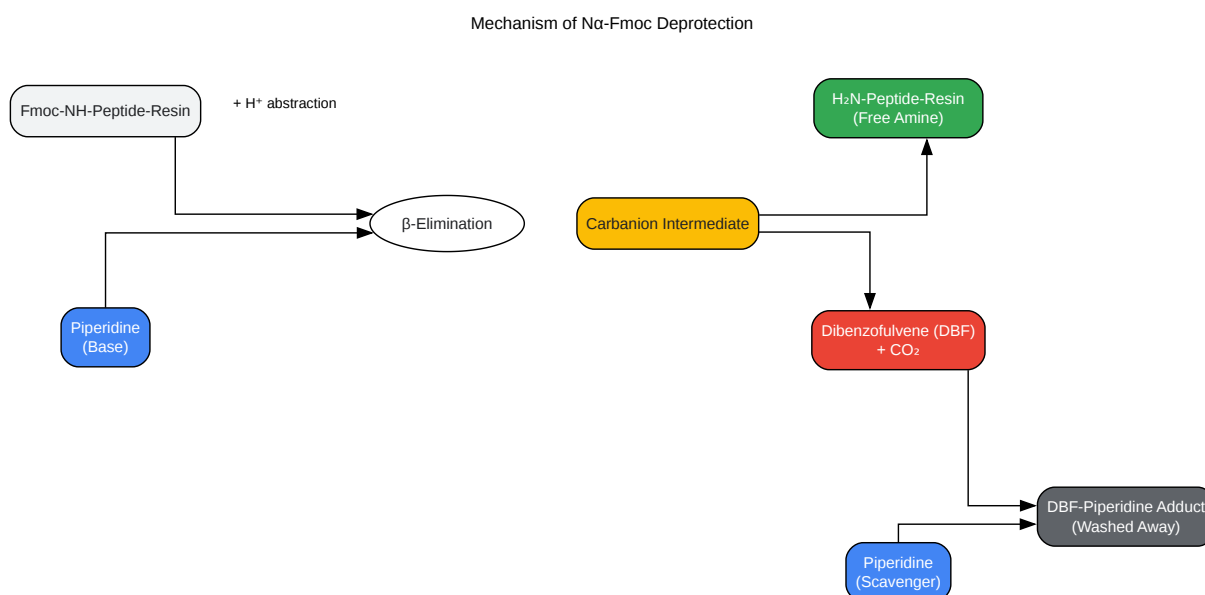 Mechanism of Nα-Fmoc Deprotection
Fmoc-NH-Peptide-Resin
+ H⁺ abstraction
H₂N-Peptide-Resin
(Free Amine)
β-Elimination
Carbanion Intermediate
Piperidine
(Base)
Dibenzofulvene (DBF)
+ CO₂
DBF-Piperidine Adduct
(Washed Away)
Piperidine
(Scavenger)